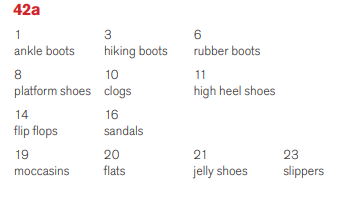 42a
1 3 6
ankle boots hiking boots rubber boots
8 10 11
platform shoes clogs high heel shoes
14 16
flip flops sandals
19 20 21 23
moccasins flats jelly shoes slippers